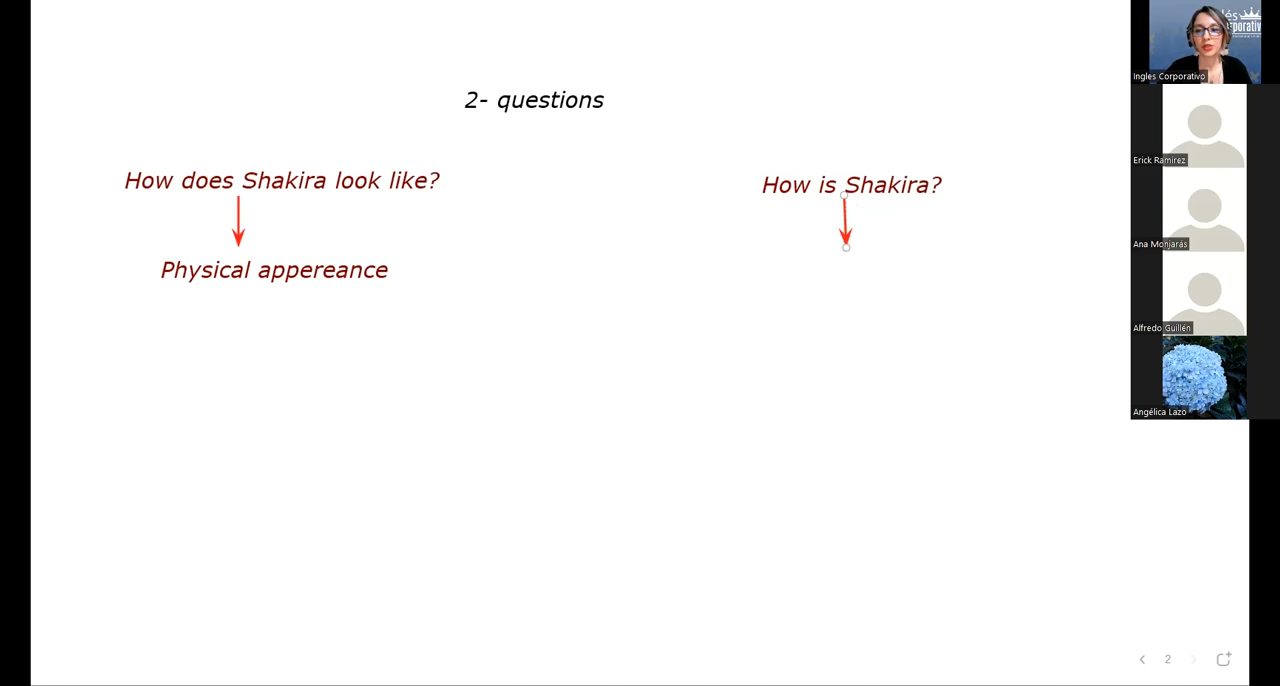 2- questions
How does Shakira look like?
How is Shakira?
Physical appereance
Ingles Corporativo
Erick Ramirez
Ana Monjarás
Alfredo Guillén
Angélica Lazo
2